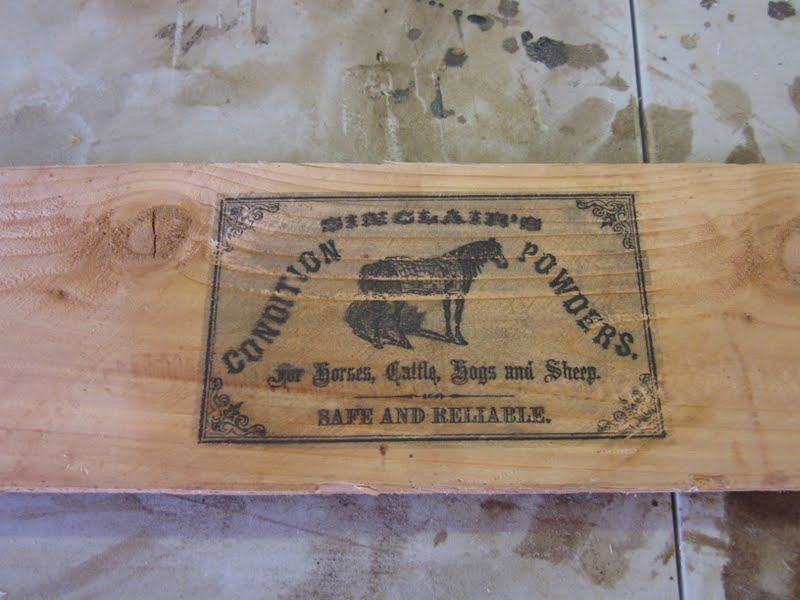 SINCLAIR'S
CONDITION POWDERS.
For Horses, Cattle, Hogs and Sheep.
SAFE AND RELIABLE.